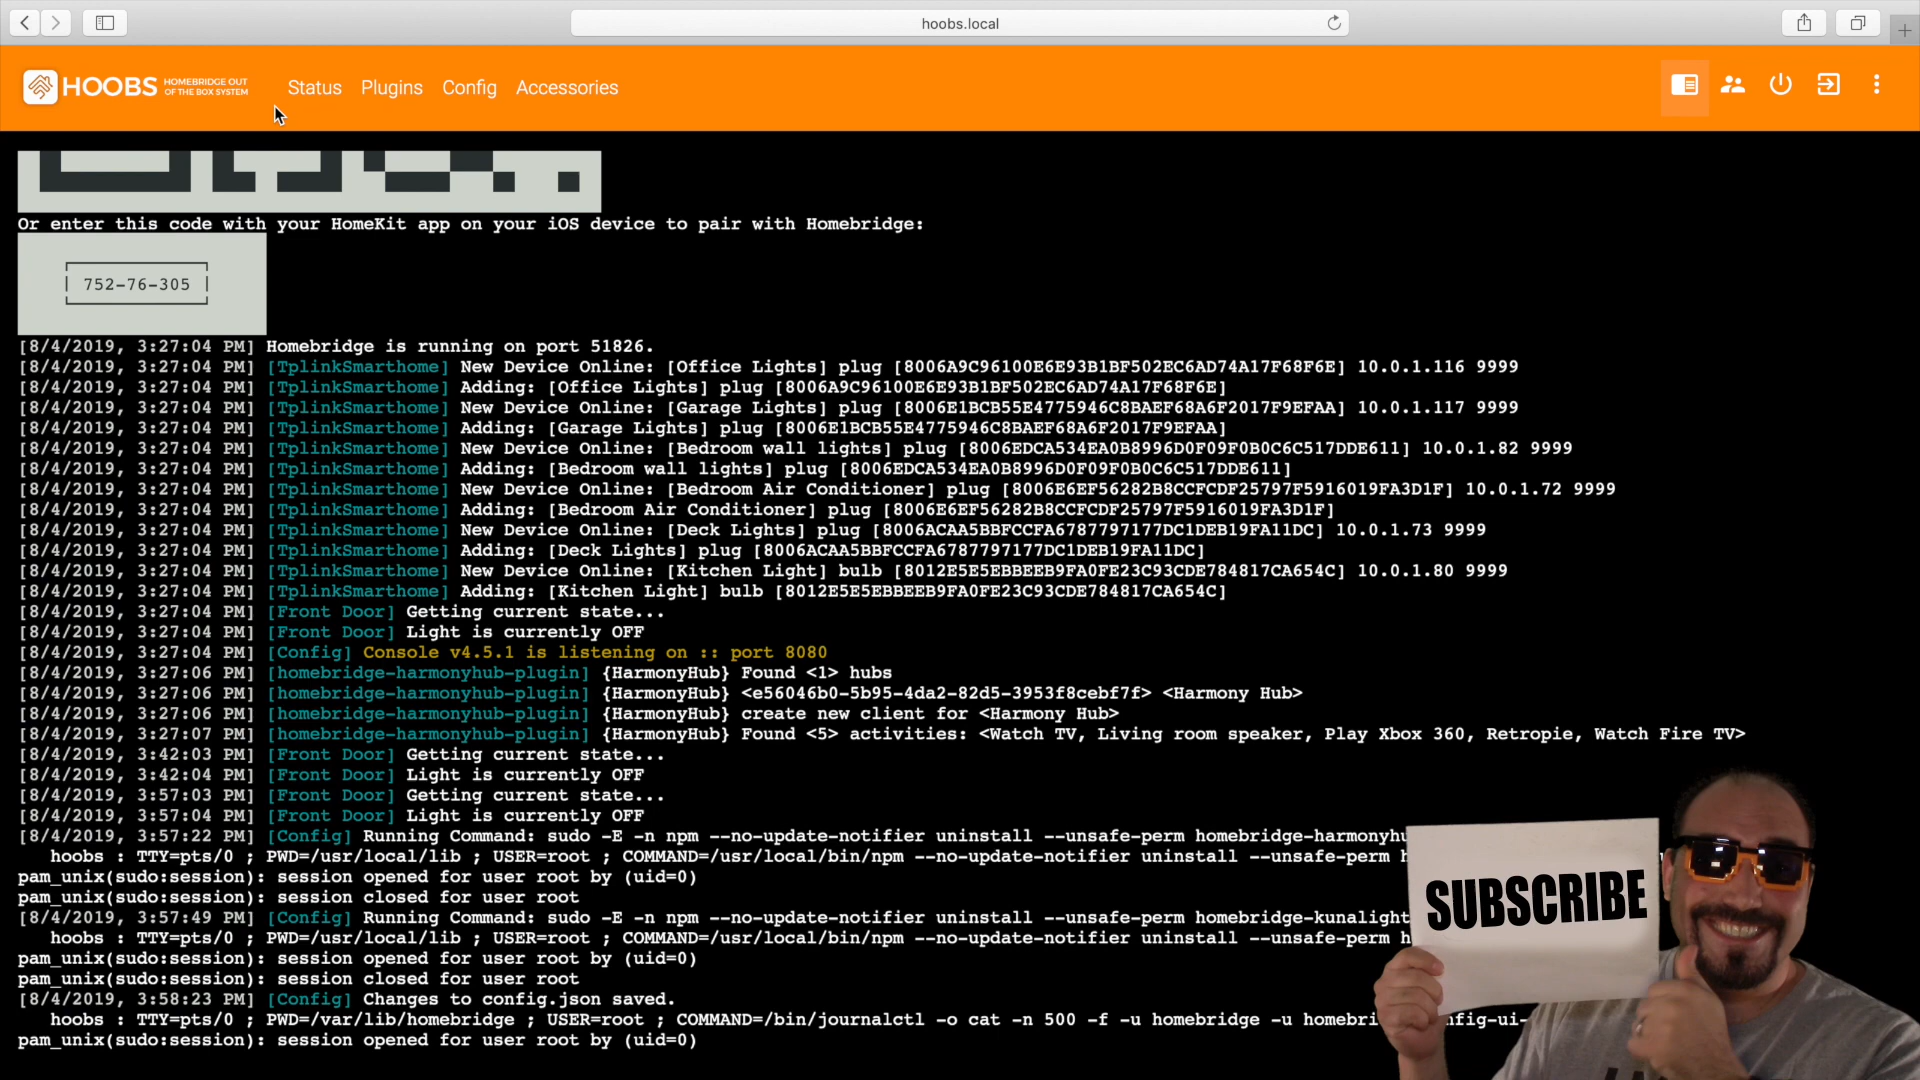 hoobs.local
HOOBS HOMEBRIDGE OUT
OF THE BOX SYSTEM
Status Plugins Config Accessories
Or enter this code with your HomeKit app on your iOS device to pair with Homebridge:
752-76-305
[8/4/2019, 3:27:04 PM] Homebridge is running on port 51826.
[8/4/2019, 3:27:04 PM] [TplinkSmarthome] New Device Online: [Office Lights] plug [8006A9C96100E6E93B1BF502EC6AD74A17F68F6E] 10.0.1.116 9999
[8/4/2019, 3:27:04 PM] [TplinkSmarthome] Adding: [Office Lights] plug [8006A9C96100E6E93B1BF502EC6AD74A17F68F6E]
[8/4/2019, 3:27:04 PM] [TplinkSmarthome] New Device Online: [Garage Lights] plug [8006E1BCB55E4775946C8BAEF68A6F2017F9EFAA] 10.0.1.117 9999
[8/4/2019, 3:27:04 PM] [TplinkSmarthome] Adding: [Garage Lights] plug [8006E1BCB55E4775946C8BAEF68A6F2017F9EFAA]
[8/4/2019, 3:27:04 PM] [TplinkSmarthome] New Device Online: [Bedroom wall lights] plug [8006EDCA534EA0B8996D0F09F0B0C6C517DDE611] 10.0.1.82 9999
[8/4/2019, 3:27:04 PM] [TplinkSmarthome] Adding: [Bedroom wall lights] plug [8006EDCA534EA0B8996D0F09F0B0C6C517DDE611]
[8/4/2019, 3:27:04 PM] [TplinkSmarthome] New Device Online: [Bedroom Air Conditioner] plug [8006E6EF56282B8CCFCDF25797F5916019FA3D1F] 10.0.1.72 9999
[8/4/2019, 3:27:04 PM] [TplinkSmarthome] Adding: [Bedroom Air Conditioner] plug [8006E6EF56282B8CCFCDF25797F5916019FA3D1F]
[8/4/2019, 3:27:04 PM] [TplinkSmarthome] New Device Online: [Deck Lights] plug [8006ACAA5BBFCCFA6787797177DC1DEB19FA11DC] 10.0.1.73 9999
[8/4/2019, 3:27:04 PM] [TplinkSmarthome] Adding: [Deck Lights] plug [8006ACAA5BBFCCFA6787797177DC1DEB19FA11DC]
[8/4/2019, 3:27:04 PM] [TplinkSmarthome] New Device Online: [Kitchen Light] bulb [8012E5E5EBBEEB9FA0FE23C93CDE784817CA654C] 10.0.1.80 9999
[8/4/2019, 3:27:04 PM] [TplinkSmarthome] Adding: [Kitchen Light] bulb [8012E5E5EBBEEB9FA0FE23C93CDE784817CA654C]
[8/4/2019, 3:27:04 PM] [Front Door] Getting current state...
[8/4/2019, 3:27:04 PM] [Front Door] Light is currently OFF
[8/4/2019, 3:27:04 PM] [Config] Console v4.5.1 is listening on :: port 8080
[8/4/2019, 3:27:06 PM] [homebridge-harmonyhub-plugin] {HarmonyHub} Found <1> hubs
[8/4/2019, 3:27:06 PM] [homebridge-harmonyhub-plugin] {HarmonyHub} <e56046b0-5b95-4da2-82d5-3953f8cebf7f> <Harmony Hub>
[8/4/2019, 3:27:06 PM] [homebridge-harmonyhub-plugin] {HarmonyHub} create new client for <Harmony Hub>
[8/4/2019, 3:27:07 PM] [homebridge-harmonyhub-plugin] {HarmonyHub} Found <5> activities: <Watch TV, Living room speaker, Play Xbox 360, Retropie, Watch Fire TV>
[8/4/2019, 3:42:03 PM] [Front Door] Getting current state...
[8/4/2019, 3:42:04 PM] [Front Door] Light is currently OFF
[8/4/2019, 3:57:03 PM] [Front Door] Getting current state...
[8/4/2019, 3:57:04 PM] [Front Door] Light is currently OFF
[8/4/2019, 3:57:22 PM] [Config] Running Command: sudo -E -n npm --no-update-notifier uninstall --unsafe-perm homebridge-harmonyhu
hoobs : TTY=pts/0 ; PWD=/usr/local/lib ; USER=root ; COMMAND=/usr/local/bin/npm --no-update-notifier uninstall --unsafe-perm h
pam_unix(sudo:session): session opened for user root by (uid=0)
pam_unix(sudo:session): session closed for user root
[8/4/2019, 3:57:49 PM] [Config] Running Command: sudo -E -n npm --no-update-notifier uninstall --unsafe-perm homebridge-kunalight
hoobs : TTY=pts/0 ; PWD=/usr/local/lib ; USER=root ; COMMAND=/usr/local/bin/npm --no-update-notifier uninstall --unsafe-perm h
pam_unix(sudo:session): session opened for user root by (uid=0)
pam_unix(sudo:session): session closed for user root
[8/4/2019, 3:58:23 PM] [Config] Changes to config.json saved.
hoobs : TTY=pts/0 ; PWD=/var/lib/homebridge ; USER=root ; COMMAND=/bin/journalctl -o cat -n 500 -f -u homebridge -u homebri nfig-ui-
pam_unix(sudo:session): session opened for user root by (uid=0)
SUBSCRIBE